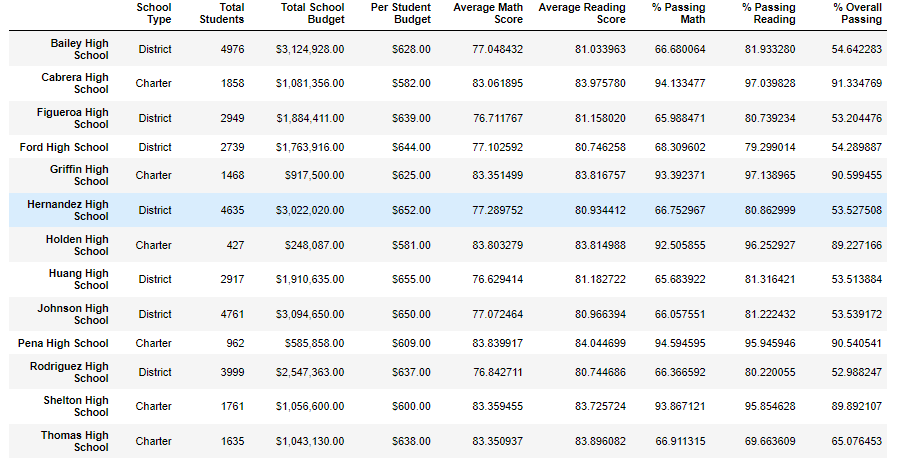 School Type Total Students Total School Budget Per Student Budget Average Math Score Average Reading Score % Passing Math % Passing Reading % Overall Passing
Bailey High School District 4976 $3,124,928.00 $628.00 77.048432 81.033963 66.680064 81.933280 54.642283
Cabrera High School Charter 1858 $1,081,356.00 $582.00 83.061895 83.975780 94.133477 97.039828 91.334769
Figueroa High School District 2949 $1,884,411.00 $639.00 76.711767 81.158020 65.988471 80.739234 53.204476
Ford High School District 2739 $1,763,916.00 $644.00 77.102592 80.746258 68.309602 79.299014 54.289887
Griffin High School Charter 1468 $917,500.00 $625.00 83.351499 83.816757 93.392371 97.138965 90.599455
Hernandez High School District 4635 $3,022,020.00 $652.00 77.289752 80.934412 66.752967 80.862999 53.527508
Holden High School Charter 427 $248,087.00 $581.00 83.803279 83.814988 92.505855 96.252927 89.227166
Huang High School District 2917 $1,910,635.00 $655.00 76.629414 81.182722 65.683922 81.316421 53.513884
Johnson High School District 4761 $3,094,650.00 $650.00 77.072464 80.966394 66.057551 81.222432 53.539172
Pena High School Charter 962 $585,858.00 $609.00 83.839917 84.044699 94.594595 95.945946 90.540541
Rodriguez High School District 3999 $2,547,363.00 $637.00 76.842711 80.744686 66.366592 80.220055 52.988247
Shelton High School Charter 1761 $1,056,600.00 $600.00 83.359455 83.725724 93.867121 95.854628 89.892107
Thomas High School Charter 1635 $1,043,130.00 $638.00 83.350937 83.896082 66.911315 69.663609 65.076453